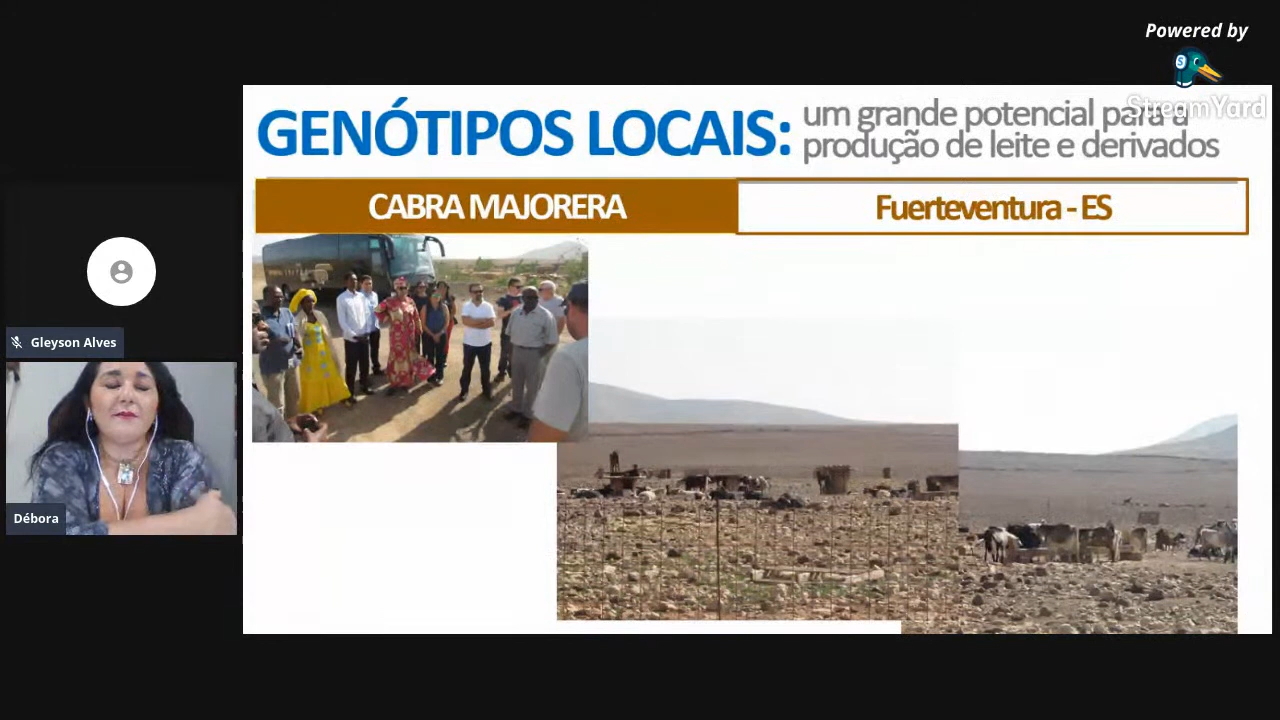 Powered by
StreamYard
GENÓTIPOS LOCAIS:
um grande potencial para a
produção de leite e derivados
CABRA MAJORERA
Fuerteventura - ES
Gleyson Alves
Débora